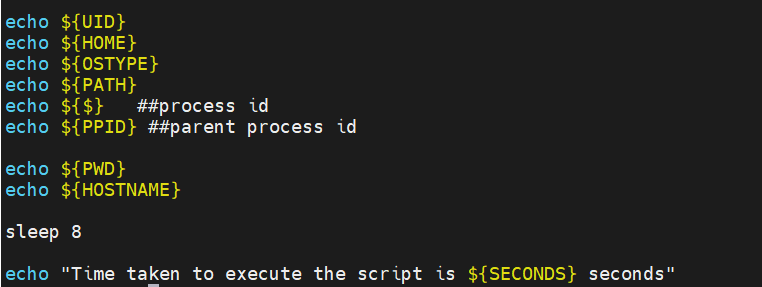 echo ${UID}
echo ${HOME}
echo ${OSTYPE}
echo ${PATH}
echo ${$}   ##process id
echo ${PPID} ##parent process id
echo ${PWD}
echo ${HOSTNAME}
sleep 8
echo "Time taken to execute the script is ${SECONDS} seconds"